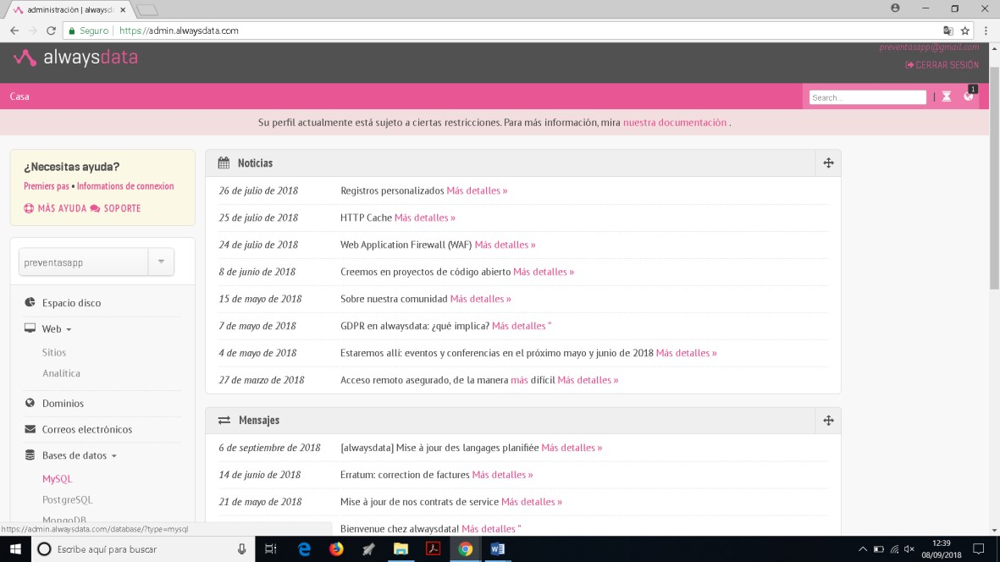 administración | alwaysda
Seguro | https://admin.alwaysdata.com
alwaysdata
preventasapp@gmail.com
CERRAR SESIÓN
Casa
Search...
1
Su perfil actualmente está sujeto a ciertas restricciones. Para más información, mira nuestra documentación .
¿Necesitas ayuda?
Premiers pas • Informations de connexion
MÁS AYUDA SOPORTE
preventasapp
Espacio disco
Web
Sitios
Analítica
Dominios
Correos electrónicos
Bases de datos
MySQL
PostgreSQL
MongoDB
Noticias
26 de julio de 2018 Registros personalizados Más detalles »
25 de julio de 2018 HTTP Cache Más detalles »
24 de julio de 2018 Web Application Firewall (WAF) Más detalles »
8 de junio de 2018 Creemos en proyectos de código abierto Más detalles »
15 de mayo de 2018 Sobre nuestra comunidad Más detalles »
7 de mayo de 2018 GDPR en alwaysdata: ¿qué implica? Más detalles "
4 de mayo de 2018 Estaremos allí: eventos y conferencias en el próximo mayo y junio de 2018 Más detalles »
27 de marzo de 2018 Acceso remoto asegurado, de la manera más difícil Más detalles »
Mensajes
6 de septiembre de 2018 [alwaysdata] Mise à jour des langages planifiée Más detalles »
14 de junio de 2018 Erratum: correction de factures Más detalles »
21 de mayo de 2018 Mise à jour de nos contrats de service Más detalles »
Bienvenue chez alwaysdata! Más detalles "
https://admin.alwaysdata.com/database/?type=mysql
Escribe aquí para buscar
12:39
08/09/2018